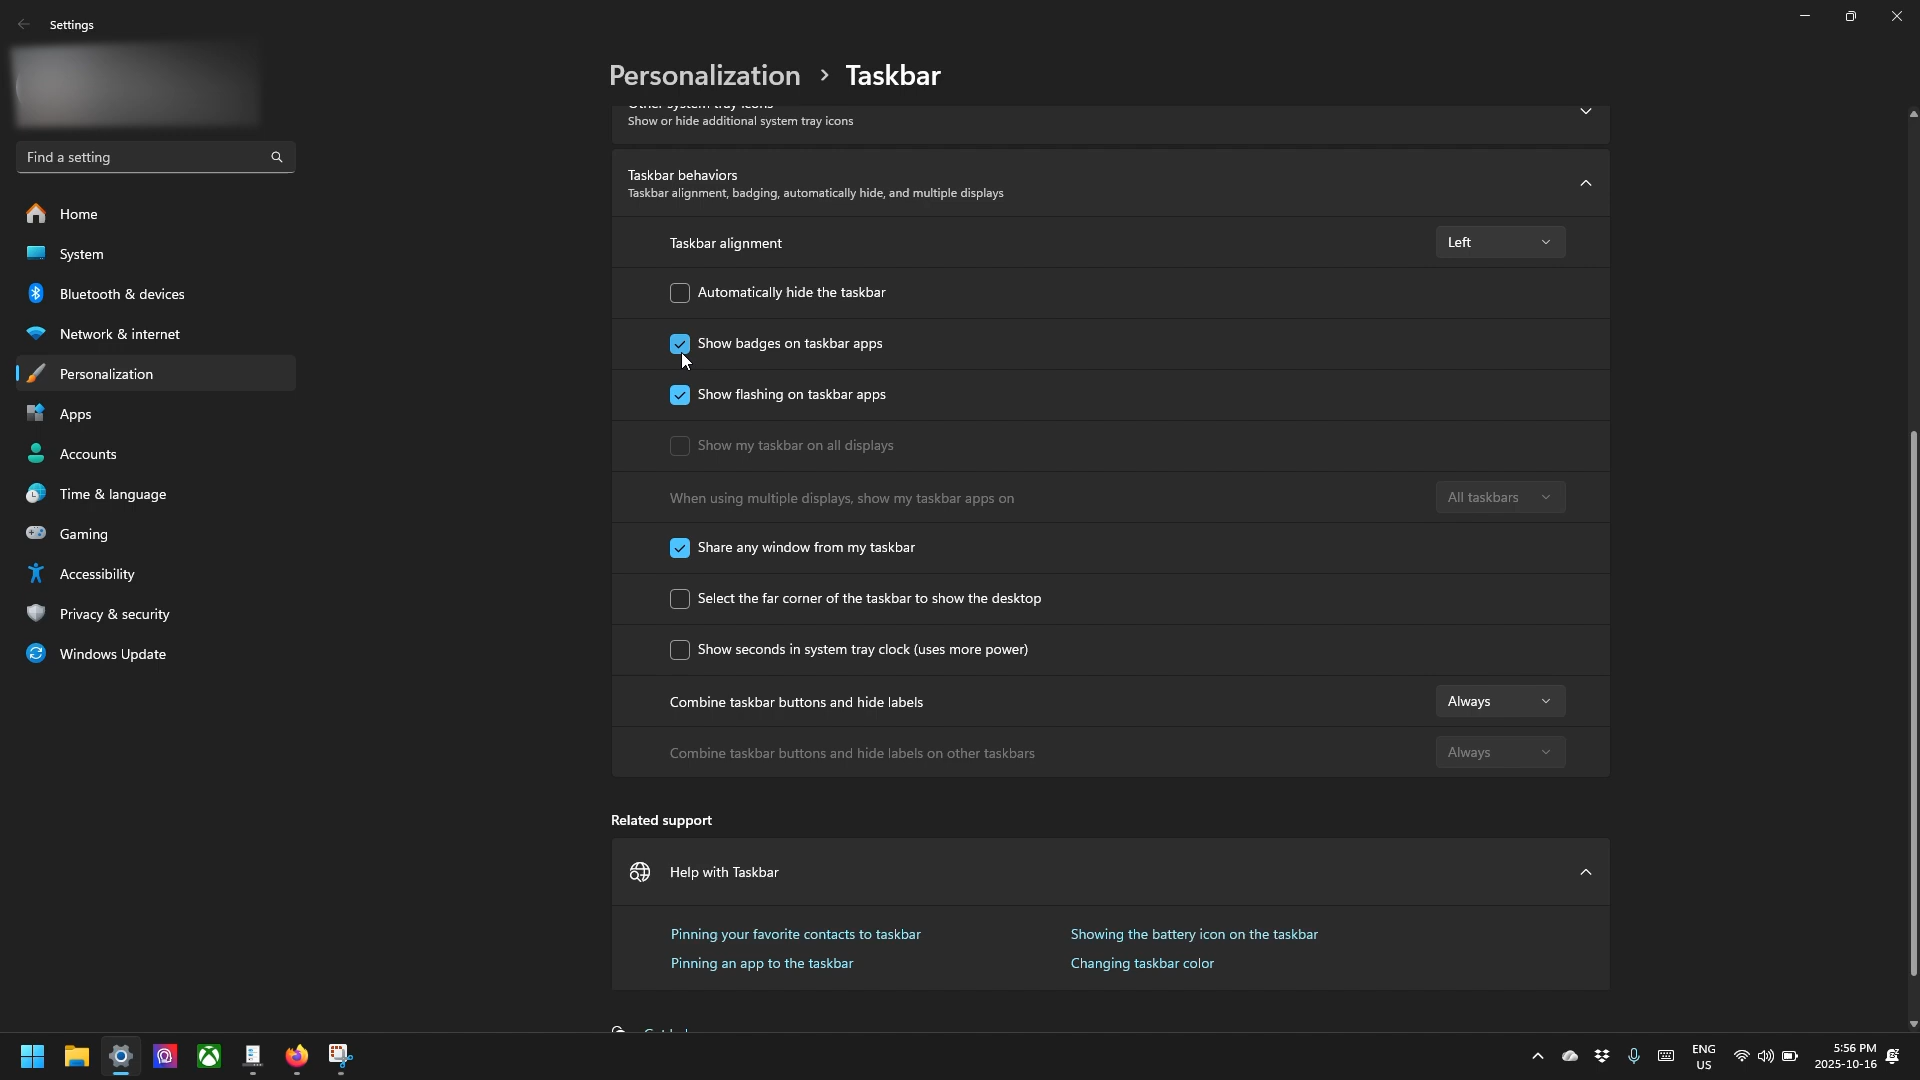 Settings
Find a setting
Home
System
Bluetooth & devices
Network & internet
Personalization
Apps
Accounts
Time & language
Gaming
Accessibility
Privacy & security
Windows Update
Personalization > Taskbar
Other system tray icons
Show or hide additional system tray icons
Taskbar behaviors
Taskbar alignment, badging, automatically hide, and multiple displays
Taskbar alignment Left
Automatically hide the taskbar
Show badges on taskbar apps
Show flashing on taskbar apps
Show my taskbar on all displays
When using multiple displays, show my taskbar apps on All taskbars
Share any window from my taskbar
Select the far corner of the taskbar to show the desktop
Show seconds in system tray clock (uses more power)
Combine taskbar buttons and hide labels Always
Combine taskbar buttons and hide labels on other taskbars Always
Related support
Help with Taskbar
Pinning your favorite contacts to taskbar Showing the battery icon on the taskbar
Pinning an app to the taskbar Changing taskbar color
ENG
US
5:56 PM
2025-10-16